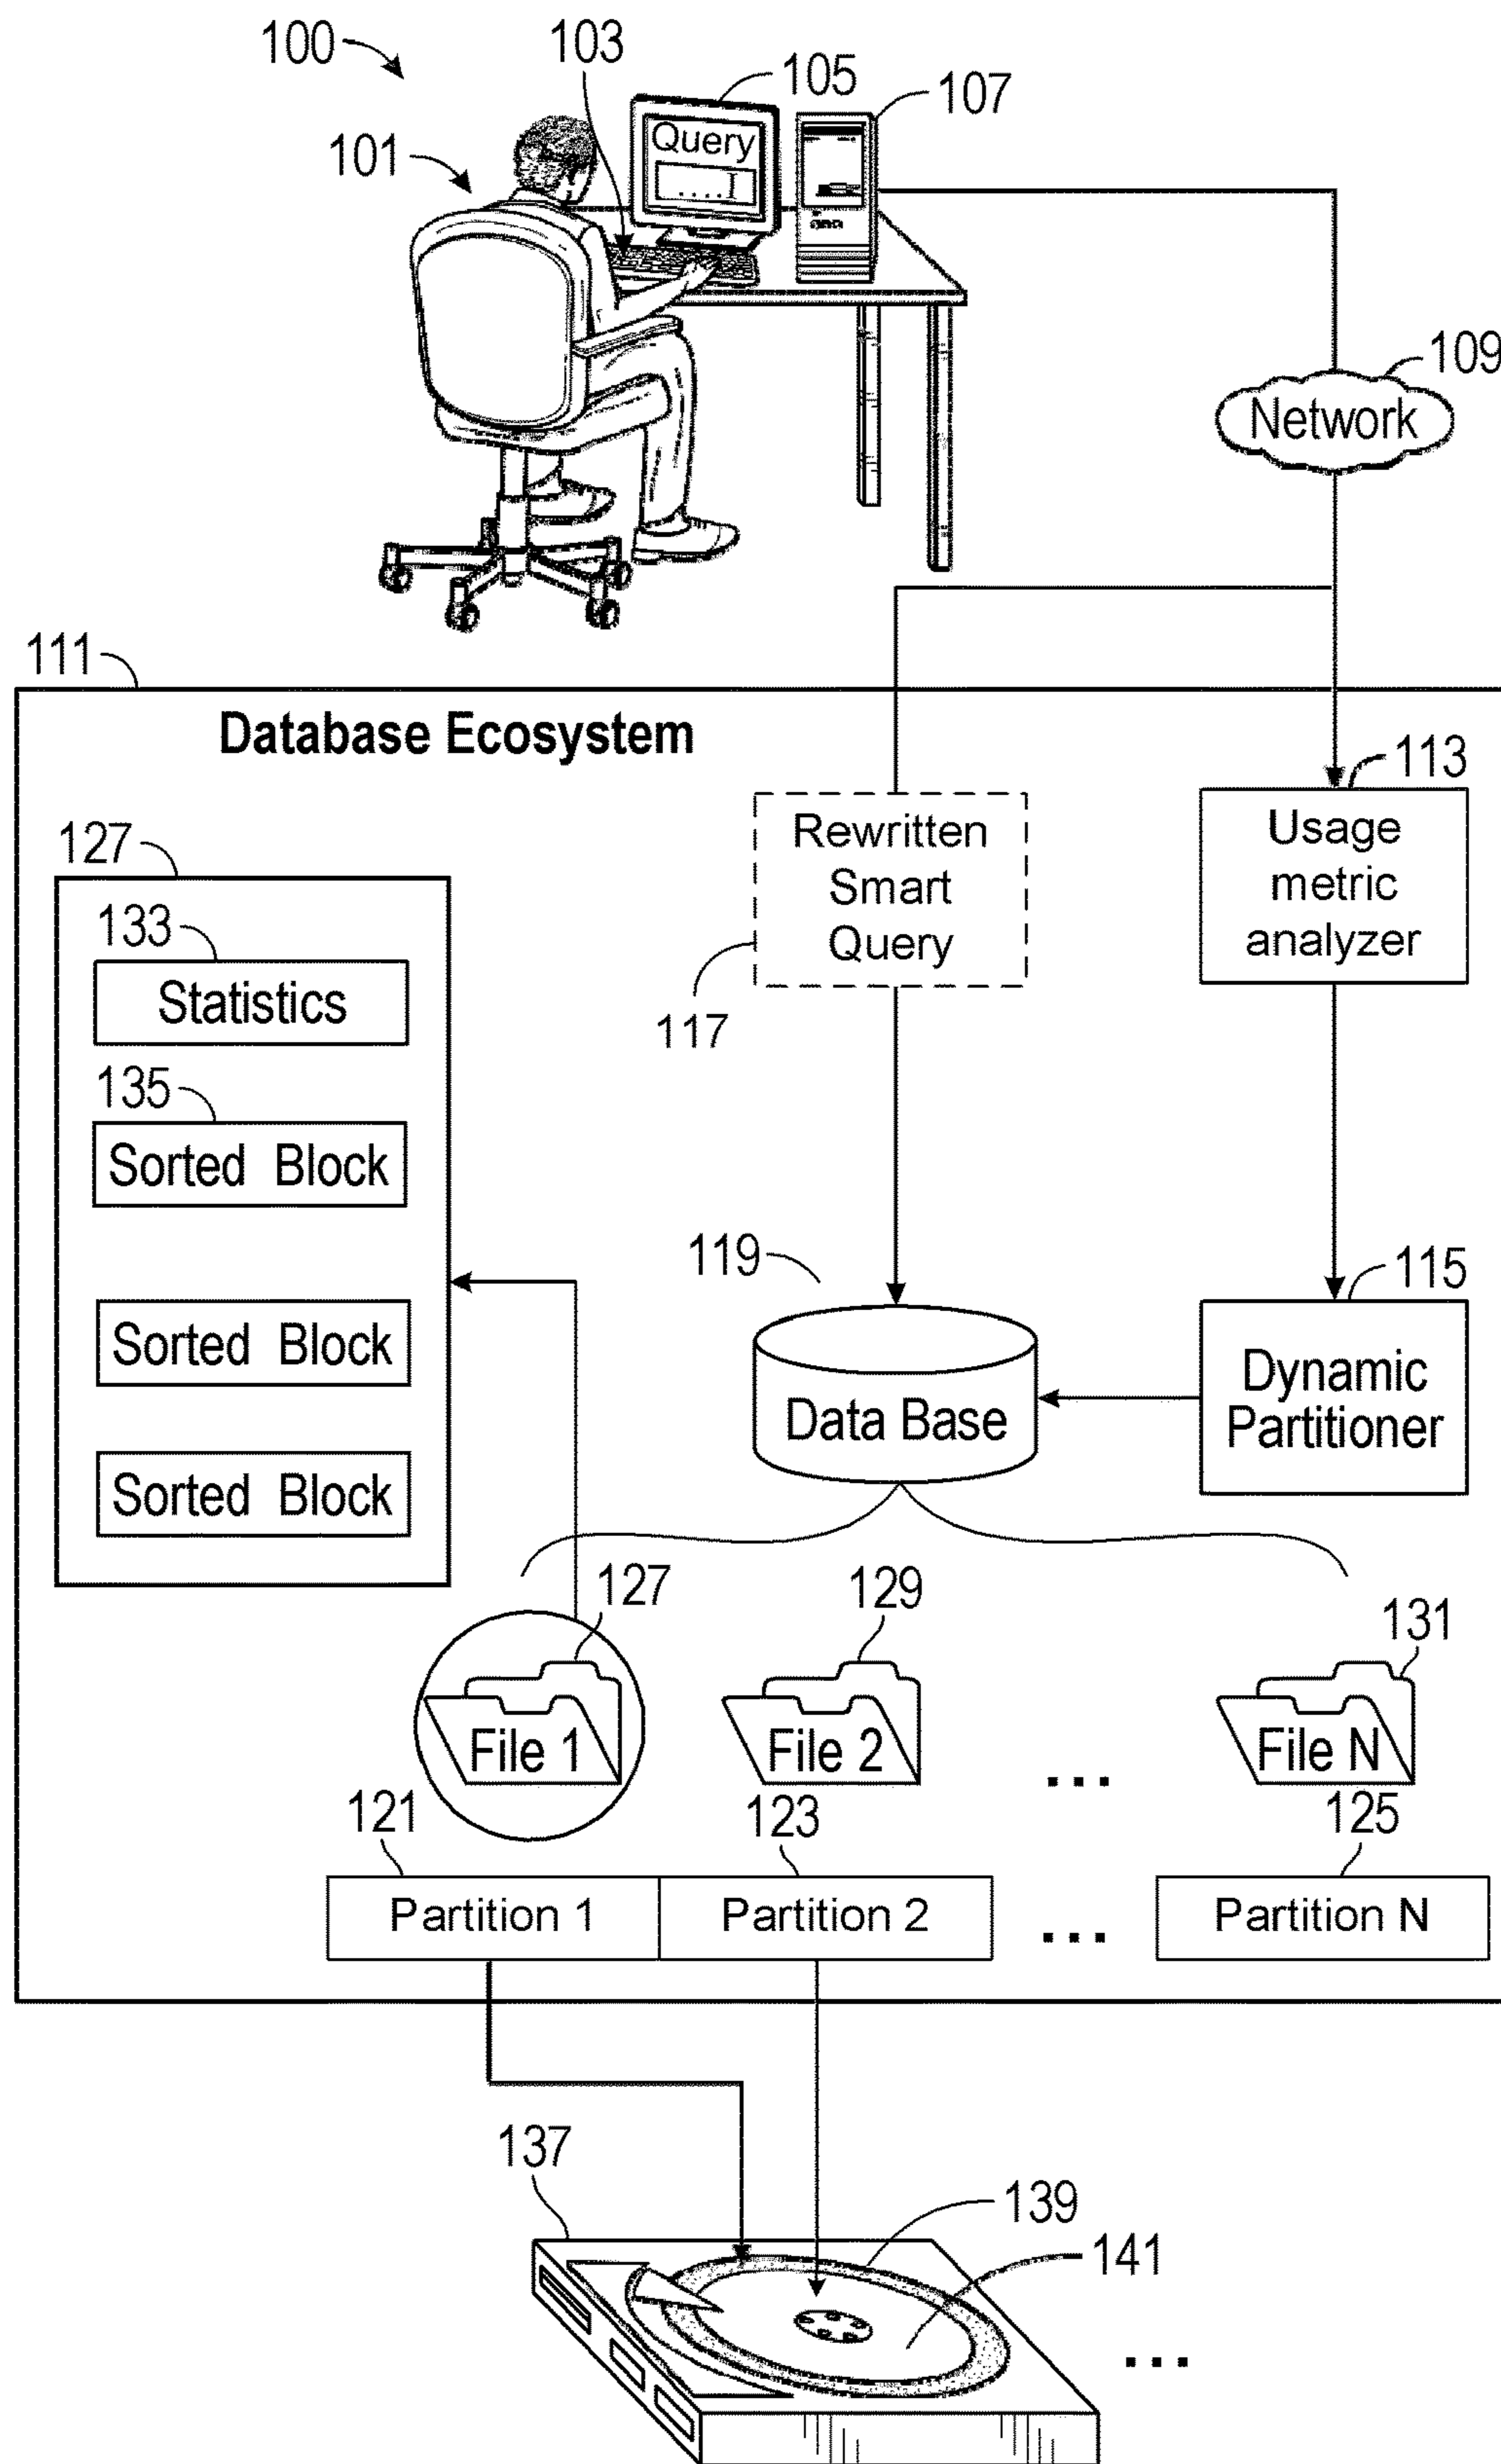 100
103
105
107
Query
....I
101
109
Network
111
Database Ecosystem
113
Rewritten
Smart
Query
Usage
metric
analyzer
127
133
Statistics
117
135
Sorted Block
119
115
Sorted Block
Data Base
Dynamic
Partitioner
Sorted Block
127
129
131
File 1
File 2
...
File N
121
123
125
Partition 1
Partition 2
...
Partition N
137
139
141
...